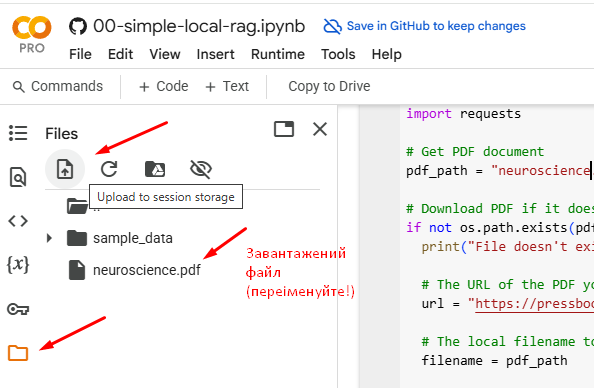 CO
PRO
00-simple-local-rag.ipynb
Save in GitHub to keep changes
File Edit View Insert Runtime Tools Help
Commands + Code + Text Copy to Drive
Files
Upload to session storage
..
sample_data
neuroscience.pdf
{x}
Завантажений
файл
(переіменуйте!)
import requests
# Get PDF document
pdf_path = "neuroscience
# Download PDF if it does
if not os.path.exists(pdf
print("File doesn't exi
# The URL of the PDF yo
url = "https://pressboo
# The local filename to
filename = pdf_path